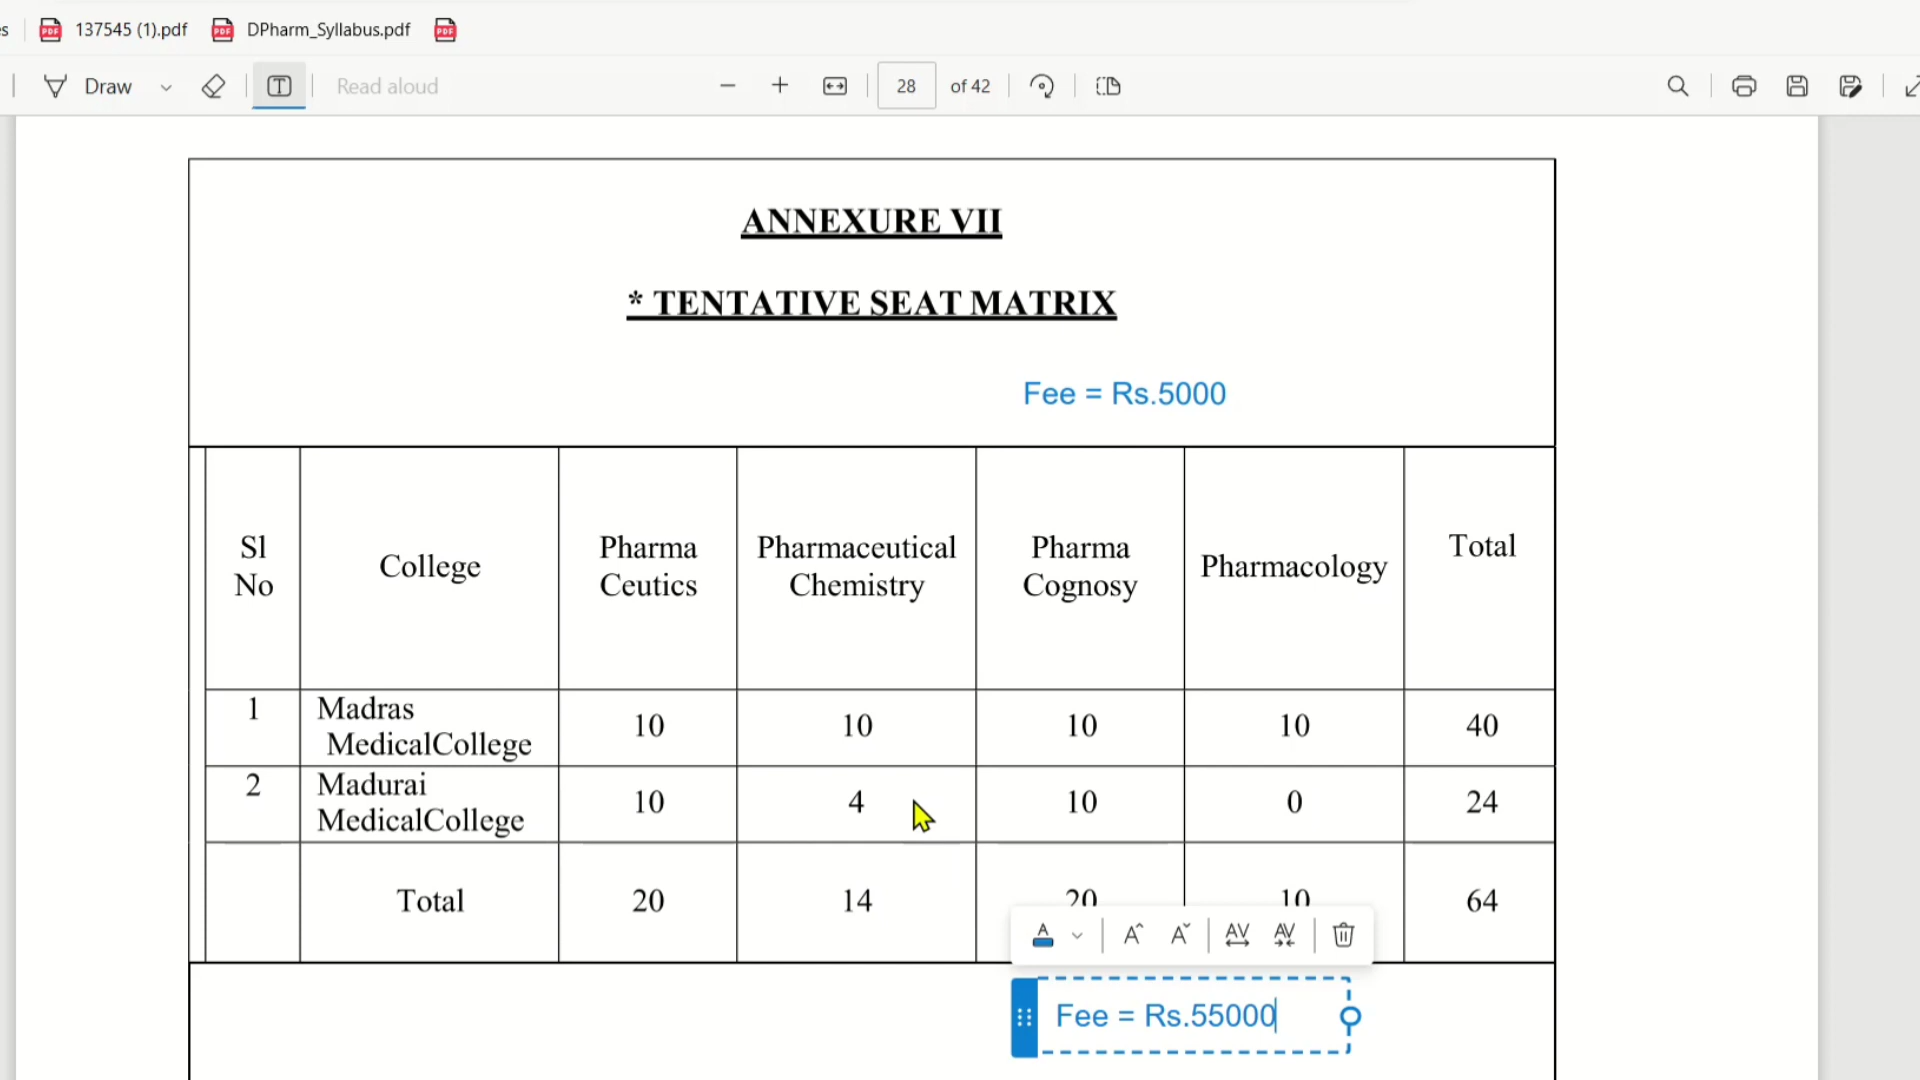 s 137545 (1).pdf DPharm_Syllabus.pdf
Draw Read aloud 28 of 42
ANNEXURE VII
* TENTATIVE SEAT MATRIX
Fee = Rs.5000
Sl No College Pharma Ceutics Pharmaceutical Chemistry Pharma Cognosy Pharmacology Total
1 Madras MedicalCollege 10 10 10 10 40
2 Madurai MedicalCollege 10 4 10 0 24
Total 20 14 20 10 64
Fee = Rs.55000